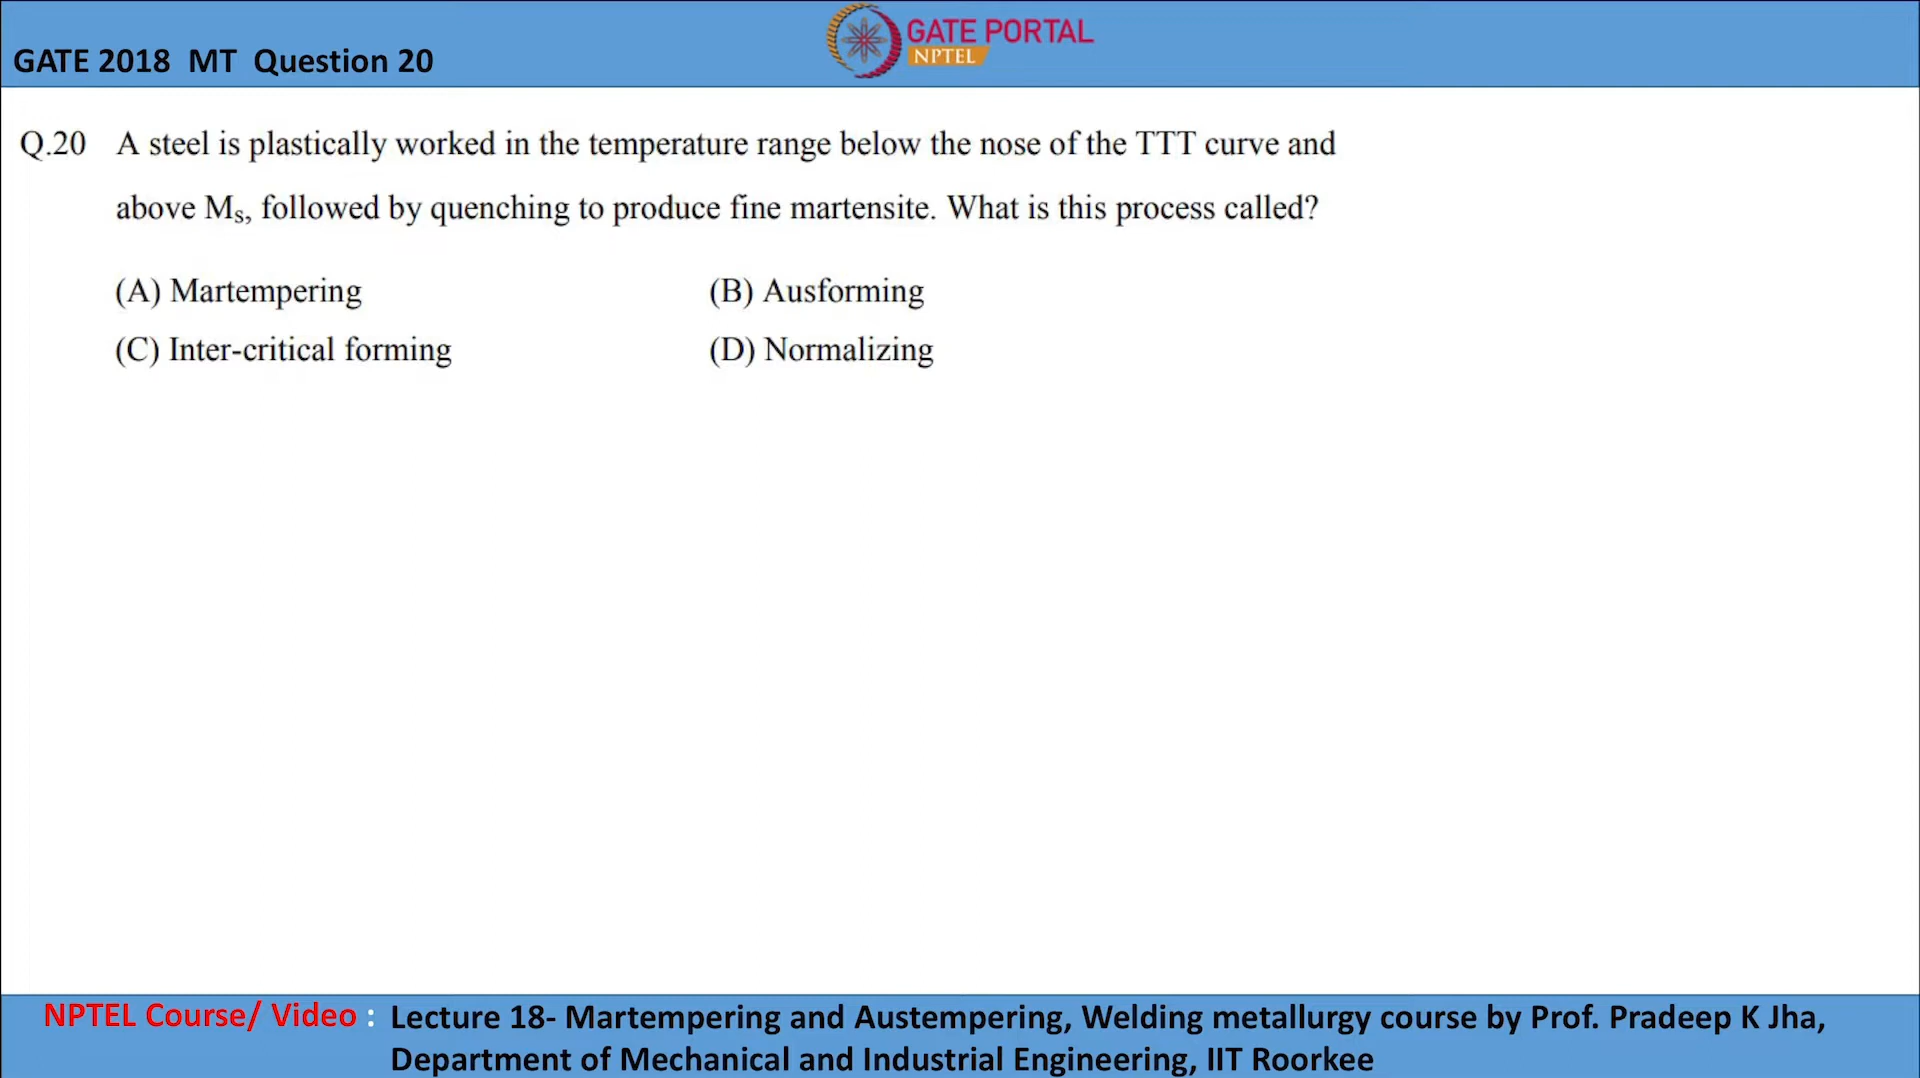 GATE 2018 MT Question 20
GATE PORTAL
NPTEL
Q.20 A steel is plastically worked in the temperature range below the nose of the TTT curve and
above Ms, followed by quenching to produce fine martensite. What is this process called?
(A) Martempering (B) Ausforming
(C) Inter-critical forming (D) Normalizing
NPTEL Course/ Video : Lecture 18- Martempering and Austempering, Welding metallurgy course by Prof. Pradeep K Jha,
Department of Mechanical and Industrial Engineering, IIT Roorkee